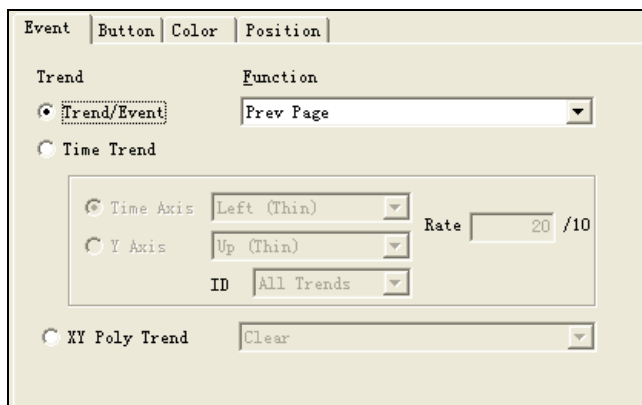 Event Button Color Position
Trend Function
Trend/Event Prev Page
Time Trend
Time Axis Left (Thin) Rate 20 /10
Y Axis Up (Thin)
ID All Trends
XY Poly Trend Clear